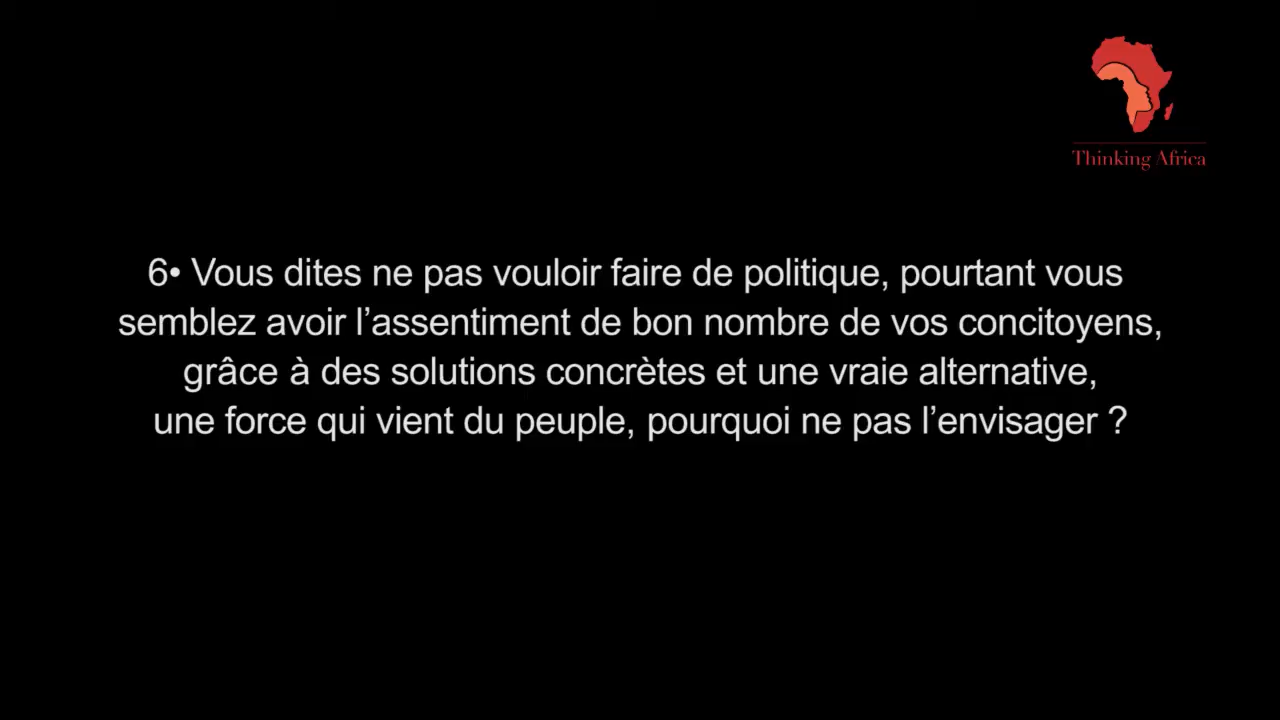 Thinking Africa
6• Vous dites ne pas vouloir faire de politique, pourtant vous
semblez avoir l’assentiment de bon nombre de vos concitoyens,
grâce à des solutions concrètes et une vraie alternative,
une force qui vient du peuple, pourquoi ne pas l’envisager ?